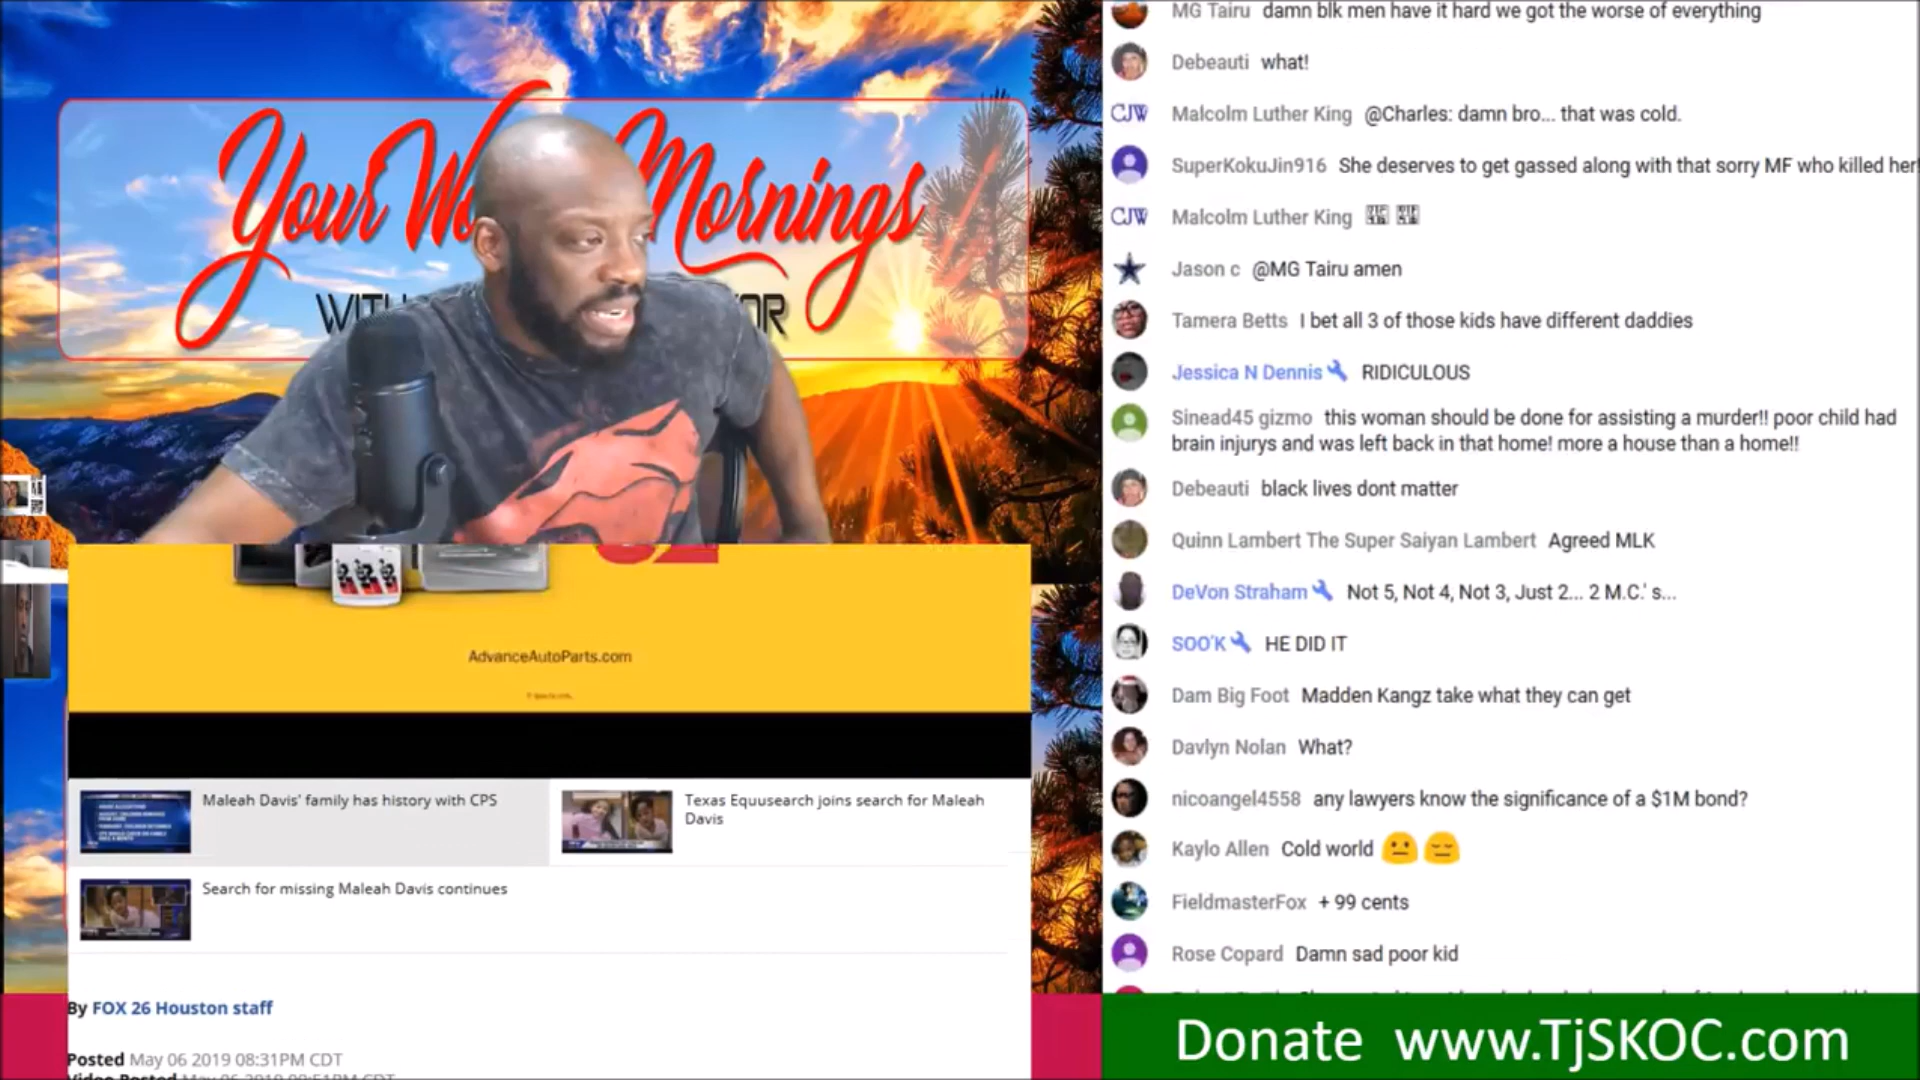 Your Wo Mornings
WITH
OR
AdvanceAutoParts.com
Maleah Davis' family has history with CPS
Texas Equusearch joins search for Maleah
Davis
Search for missing Maleah Davis continues
By FOX 26 Houston staff
Posted May 06 2019 08:31PM CDT
MG Tairu damn blk men have it hard we got the worse of everything
Debeauti what!
CJW Malcolm Luther King @Charles: damn bro... that was cold.
SuperKokuJin916 She deserves to get gassed along with that sorry MF who killed her!
CJW Malcolm Luther King
Jason c @MG Tairu amen
Tamera Betts I bet all 3 of those kids have different daddies
Jessica N Dennis RIDICULOUS
Sinead45 gizmo this woman should be done for assisting a murder!! poor child had
brain injurys and was left back in that home! more a house than a home!!
Debeauti black lives dont matter
Quinn Lambert The Super Saiyan Lambert Agreed MLK
DeVon Straham Not 5, Not 4, Not 3, Just 2... 2 M.C.' s...
SOO'K HE DID IT
Dam Big Foot Madden Kangz take what they can get
Davlyn Nolan What?
nicoangel4558 any lawyers know the significance of a $1M bond?
Kaylo Allen Cold world
FieldmasterFox + 99 cents
Rose Copard Damn sad poor kid
Donate www.TjSKOC.com